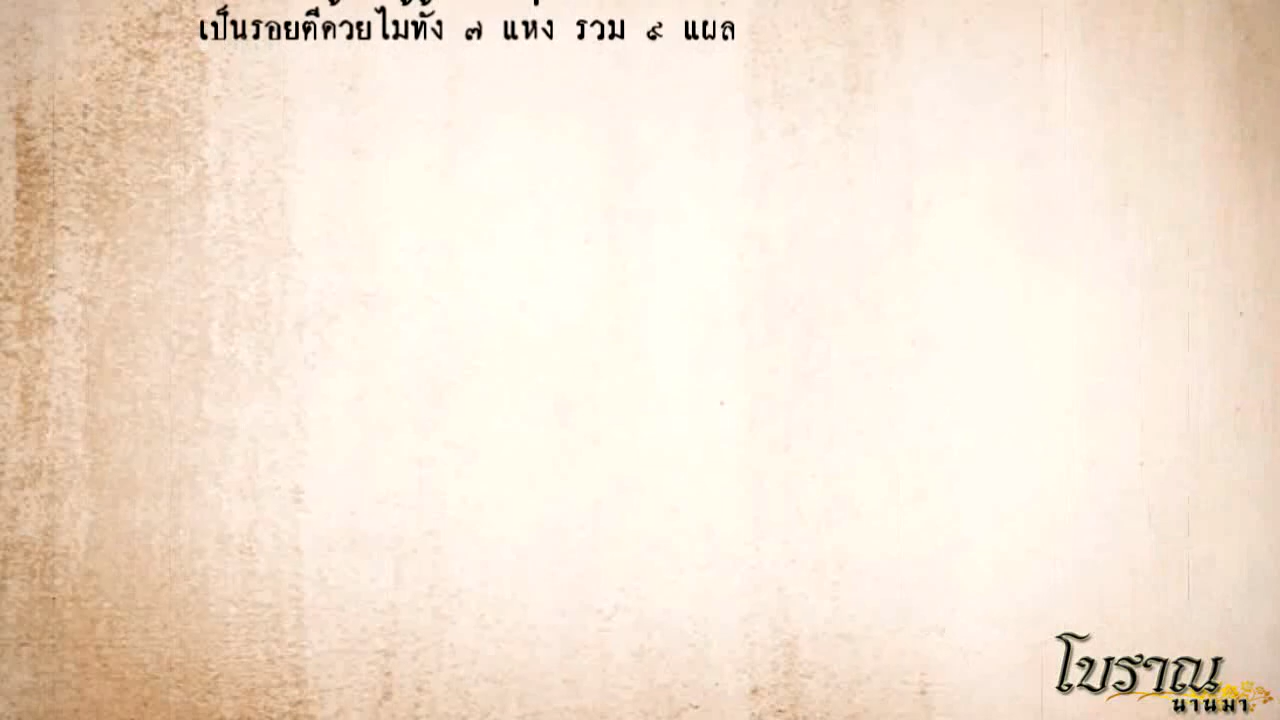 เป็นรอยตีด้วยไม้ทั้ง ๗ แห่ง รวม ๙ แผล
โบราณ
นานมา